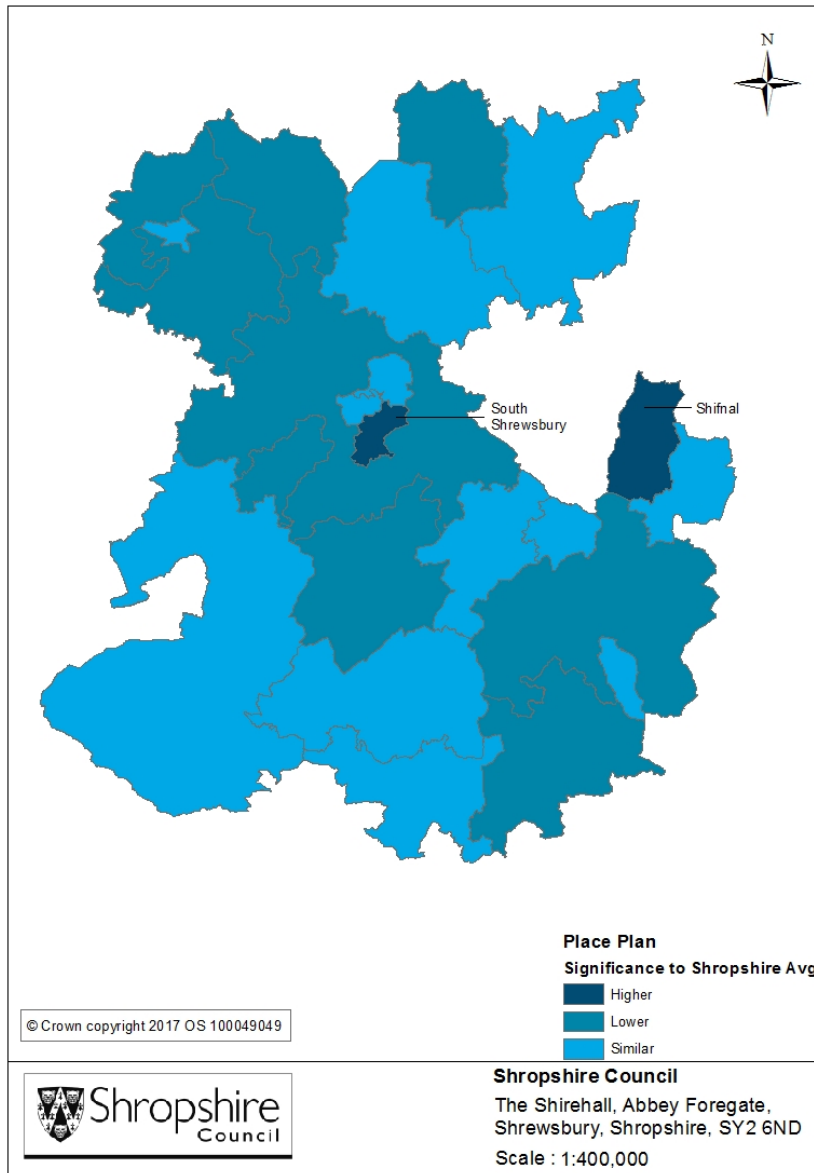 N
South
Shrewsbury
Shifnal
Place Plan
Significance to Shropshire Avg
Higher
Lower
Similar
© Crown copyright 2017 OS 100049049
Shropshire
Council
Shropshire Council
The Shirehall, Abbey Foregate,
Shrewsbury, Shropshire, SY2 6ND
Scale : 1:400,000